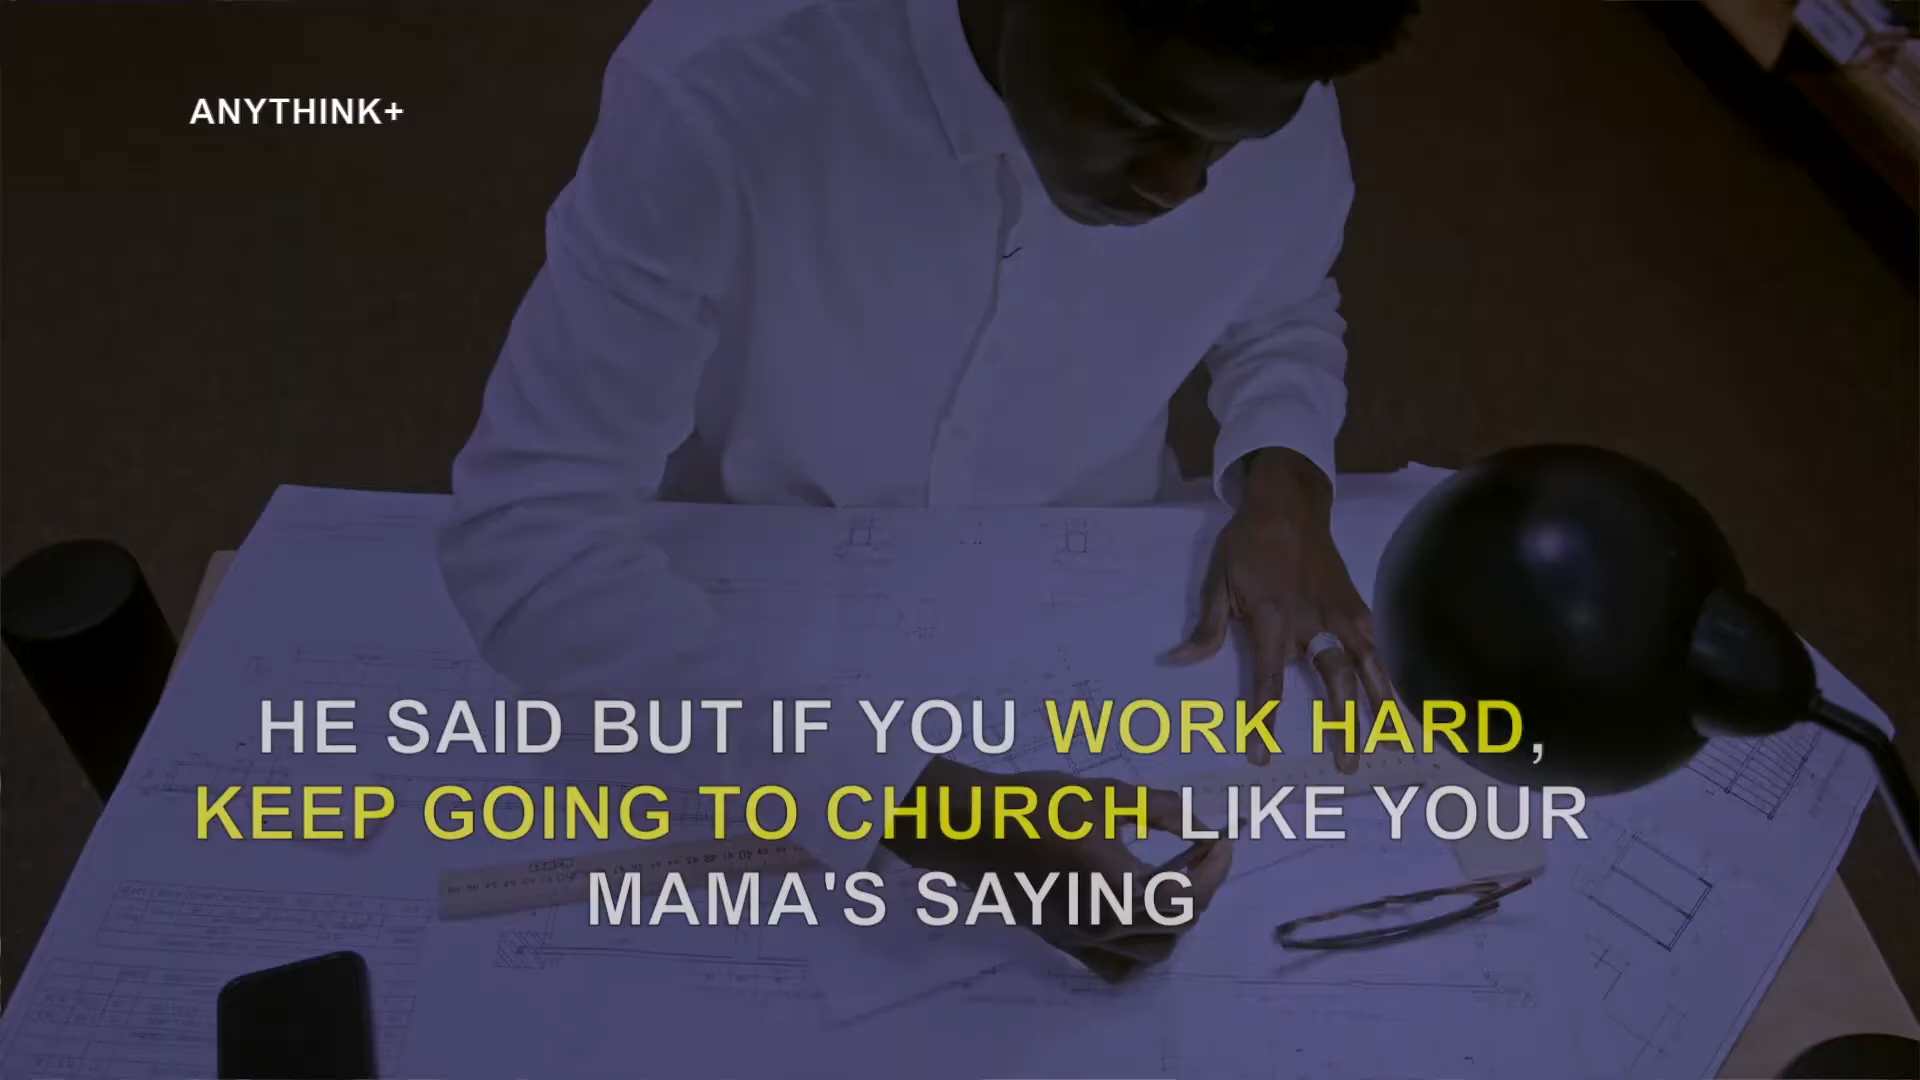 ANYTHINK+
HE SAID BUT IF YOU WORK HARD,
KEEP GOING TO CHURCH LIKE YOUR
MAMA'S SAYING